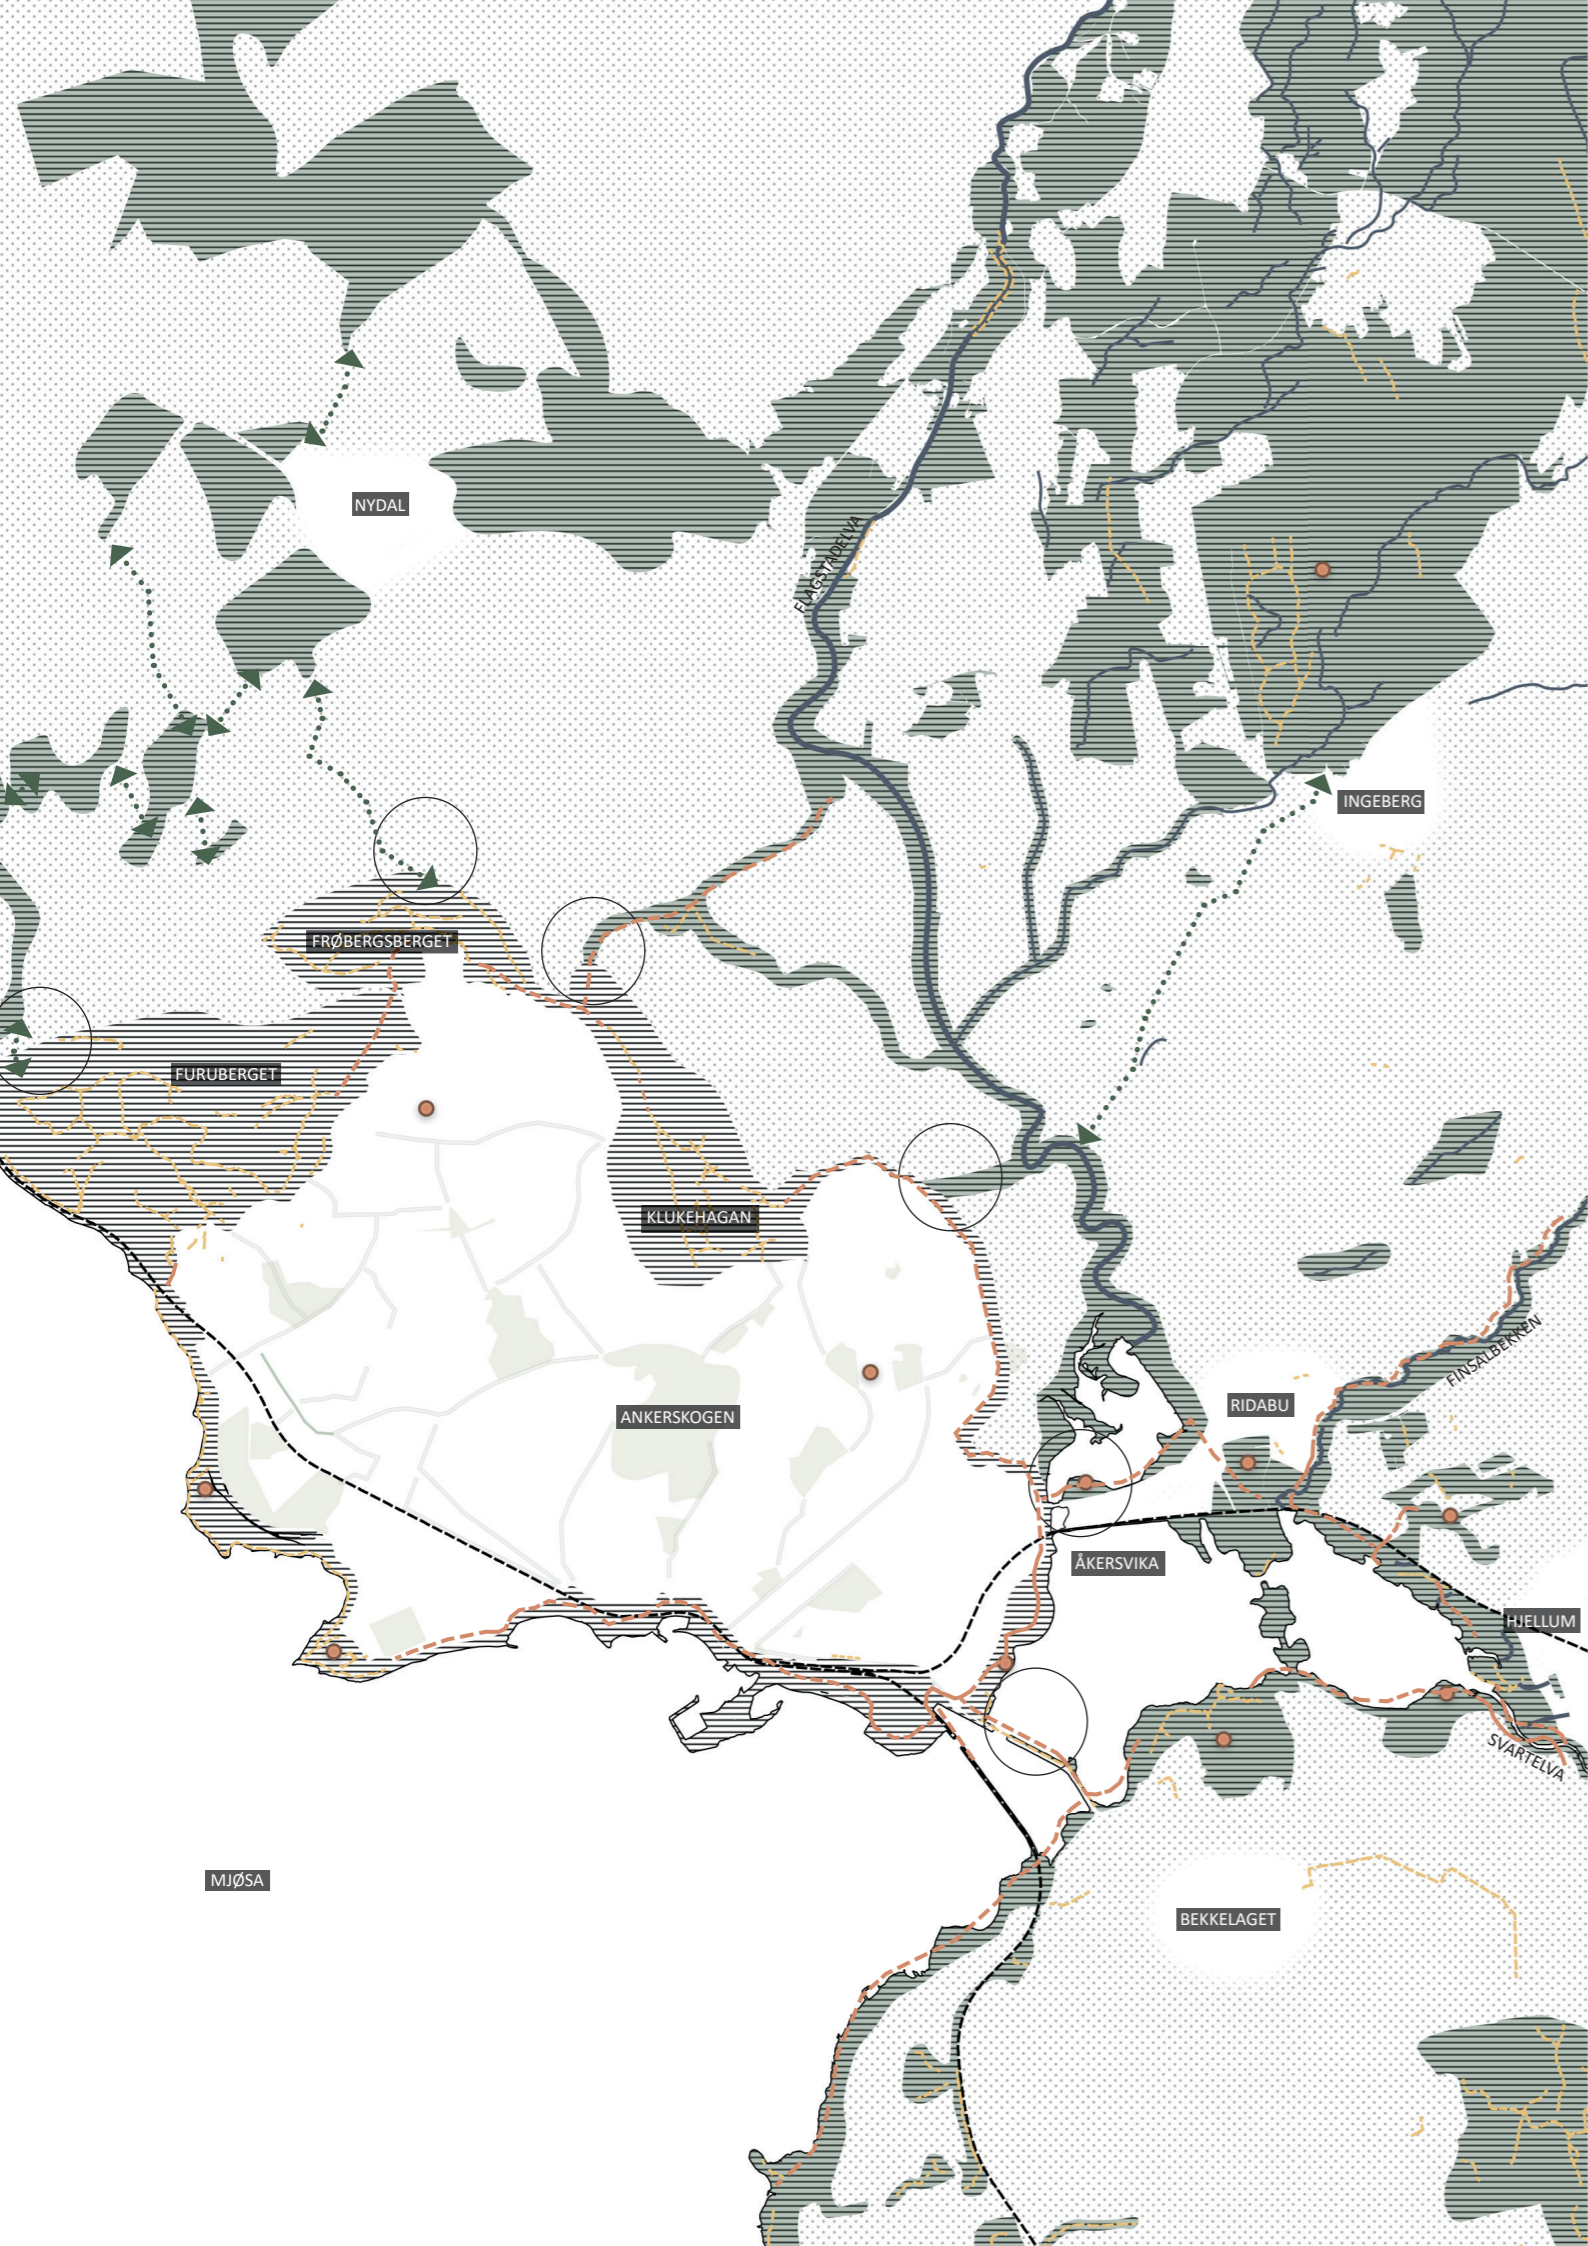 NYDAL
FLAGSTADELVA
INGEBERG
FRØBERGSBERGET
FURUBERGET
KLUKEHAGAN
FINSALBEKKEN
RIDABU
ANKERSKOGEN
ÅKERSVIKA
HJELLUM
SVARTELVA
MJØSA
BEKKELAGET